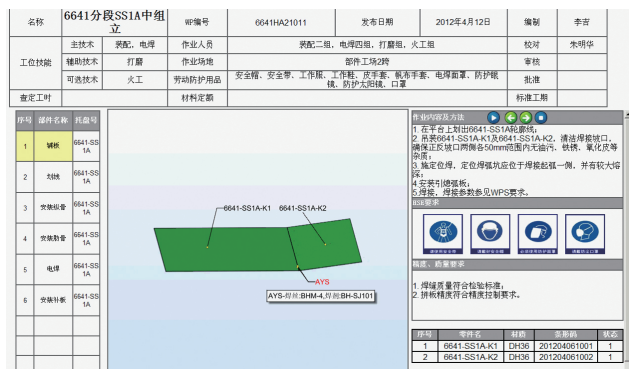 名称
6641分段SS1A中组立
WP编号
6641HA21011
发布日期
2012年4月12日
编制
李吉
工位技能
主技术
装配，电焊
作业人员
装配二组，电焊四组，打磨组，火工组
校对
朱明华
辅助技术
打磨
作业场地
部件工场2跨
审核
可选技术
火工
劳动防护用品
安全帽、安全带、工作服、工作鞋、皮手套、帆布手套、电焊面罩、防护眼镜、防护太阳镜、口罩
批准
查定工时
材料定额
标准工期
序号 部件名称 托盘号
1 辅板 6641-SS1A
2 划线 6641-SS1A
3 安装纵骨 6641-SS1A
4 安装肋骨 6641-SS1A
5 电焊 6641-SS1A
6 安装补板 6641-SS1A
6641-SS1A-K1 6641-SS1A-K2
AYS
AYS-焊丝:BHM-4,焊剂:BH-SJ101
作业内容及方法
1.在平台上划出6641-SS1A轮廓线;
2.吊装6641-SS1A-K1及6641-SS1A-K2，清洁焊接坡口,
确保正反坡口两侧各50mm范围内无油污、铁锈、氧化皮等
杂质;
3.施定位焊，定位焊弧坑应位于焊接起弧一侧，并有较大熔
深;
4.安装引熄弧板;
5.焊接，焊接参数参见WPS要求。
HSE要求
精度、质量要求
1.焊缝质量符合检验标准;
2.拼板精度符合精度控制要求。
序号 零件名 材质 条形码 状态
1 6641-SS1A-K1 DH36 201204061001 1
2 6641-SS1A-K2 DH36 201204061002 1